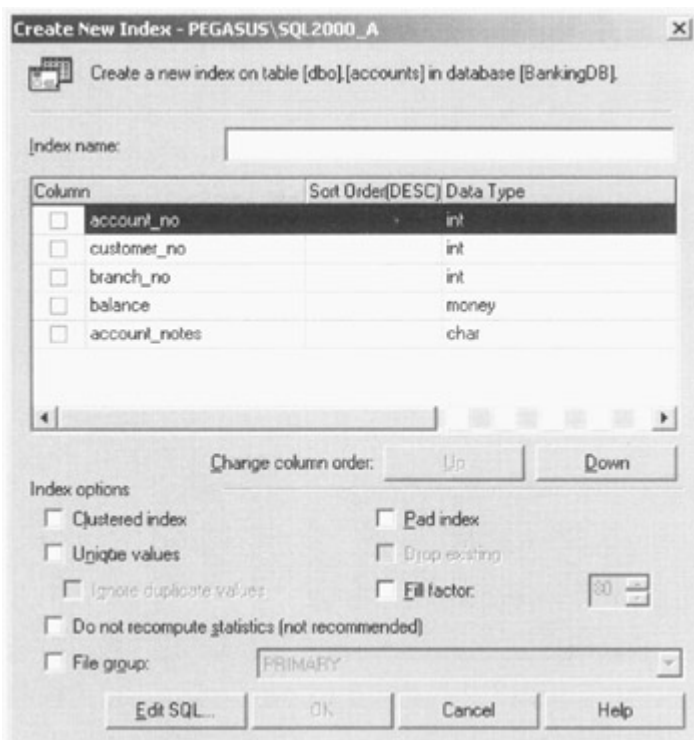 Create New Index - PEGASUS\SQL2000_A
Create a new index on table [dbo].[accounts] in database [BankingDB].
Index name:
Column Sort Order(DESC) Data Type
account_no int
customer_no int
branch_no int
balance money
account_notes char
Change column order: Up Down
Index options
Clustered index Pad index
Unique values Drop existing
Ignore duplicate values Fill factor: 80
Do not recompute statistics (not recommended)
File group: PRIMARY
Edit SQL... OK Cancel Help